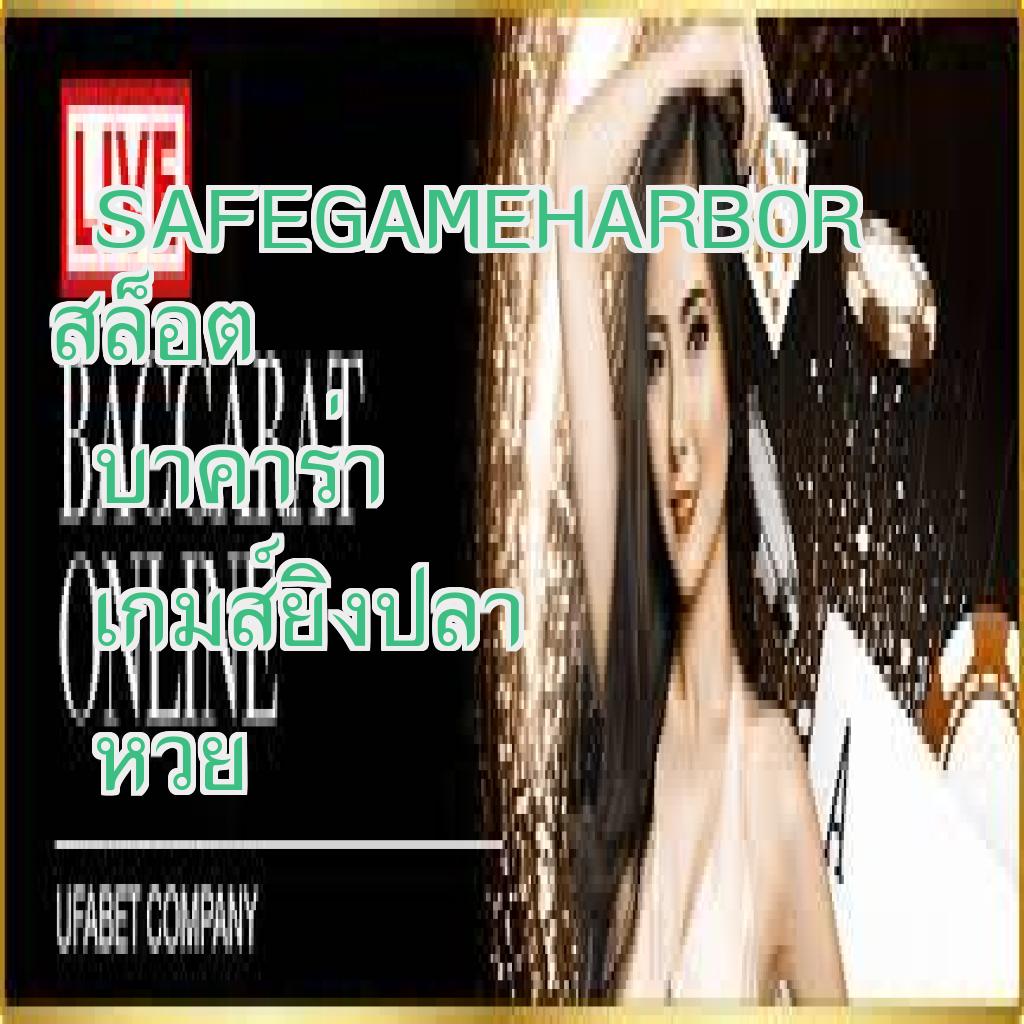 LIVE
SAFEGAMEHARBOR
สล็อต
BACCARAT
บาคาร่า
ONLINE
เกมส์ยิงปลา
หวย
UFABET COMPANY
A